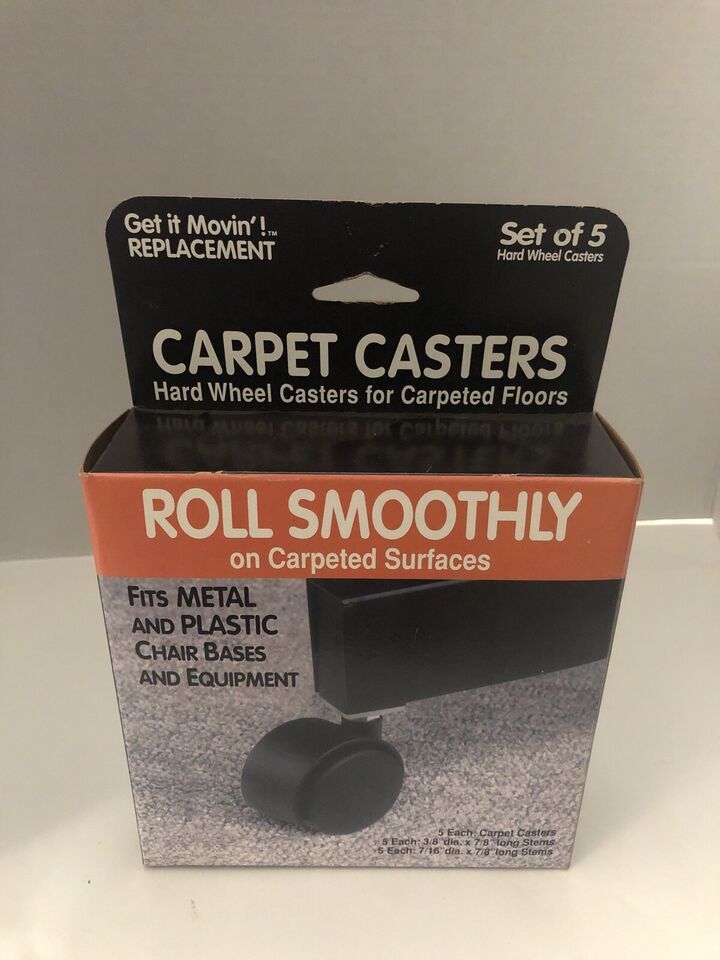 Get it Movin'!™
REPLACEMENT
Set of 5
Hard Wheel Casters
CARPET CASTERS
Hard Wheel Casters for Carpeted Floors
ROLL SMOOTHLY
on Carpeted Surfaces
FITS METAL
AND PLASTIC
CHAIR BASES
AND EQUIPMENT
5 Each: Carpet Casters
5 Each: 3/8" dia. x 7/8" long Stems
5 Each: 7/16" dia. x 7/8" long Stems